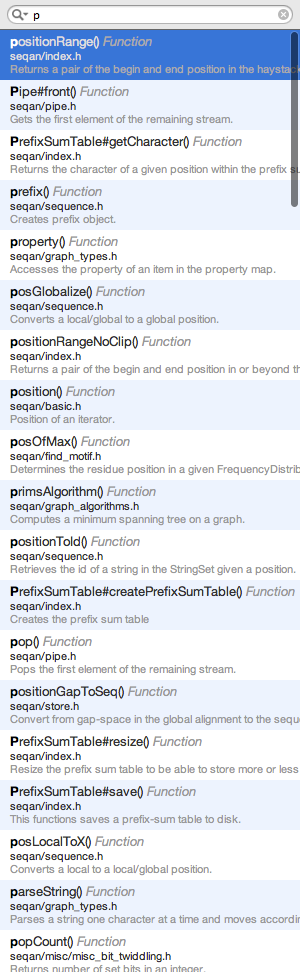 p
positionRange() Function
seqan/index.h
Returns a pair of the begin and end position in the haystack
Pipe#front() Function
seqan/pipe.h
Gets the first element of the remaining stream.
PrefixSumTable#getCharacter() Function
seqan/index.h
Returns the character of a given position within the prefix su
prefix() Function
seqan/sequence.h
Creates prefix object.
property() Function
seqan/graph_types.h
Accesses the property of an item in the property map.
posGlobalize() Function
seqan/sequence.h
Converts a local/global to a global position.
positionRangeNoClip() Function
seqan/index.h
Returns a pair of the begin and end position in or beyond th
position() Function
seqan/basic.h
Position of an iterator.
posOfMax() Function
seqan/find_motif.h
Determines the residue position in a given FrequencyDistrib
primsAlgorithm() Function
seqan/graph_algorithms.h
Computes a minimum spanning tree on a graph.
positionToId() Function
seqan/sequence.h
Retrieves the id of a string in the StringSet given a position.
PrefixSumTable#createPrefixSumTable() Function
seqan/index.h
Creates the prefix sum table
pop() Function
seqan/pipe.h
Pops the first element of the remaining stream.
positionGapToSeq() Function
seqan/store.h
Convert from gap-space in the global alignment to the seque
PrefixSumTable#resize() Function
seqan/index.h
Resize the prefix sum table to be able to store more or less
PrefixSumTable#save() Function
seqan/index.h
This functions saves a prefix-sum table to disk.
posLocalToX() Function
seqan/sequence.h
Converts a local to a local/global position.
parseString() Function
seqan/graph_types.h
Parses a string one character at a time and moves accordin
popCount() Function
seqan/misc/misc_bit_twiddling.h
Returns number of set bits in an integer.